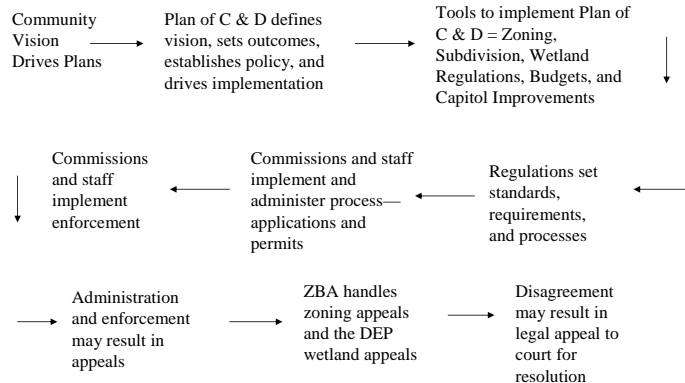 Community
Vision
Drives Plans
Plan of C & D defines
vision, sets outcomes,
establishes policy, and
drives implementation
Tools to implement Plan of
C & D = Zoning,
Subdivision, Wetland
Regulations, Budgets, and
Capitol Improvements
Regulations set
standards,
requirements,
and processes
Commissions and staff
implement and
administer process—
applications and
permits
Commissions
and staff
implement
enforcement
Administration
and enforcement
may result in
appeals
ZBA handles
zoning appeals
and the DEP
wetland appeals
Disagreement
may result in
legal appeal to
court for
resolution